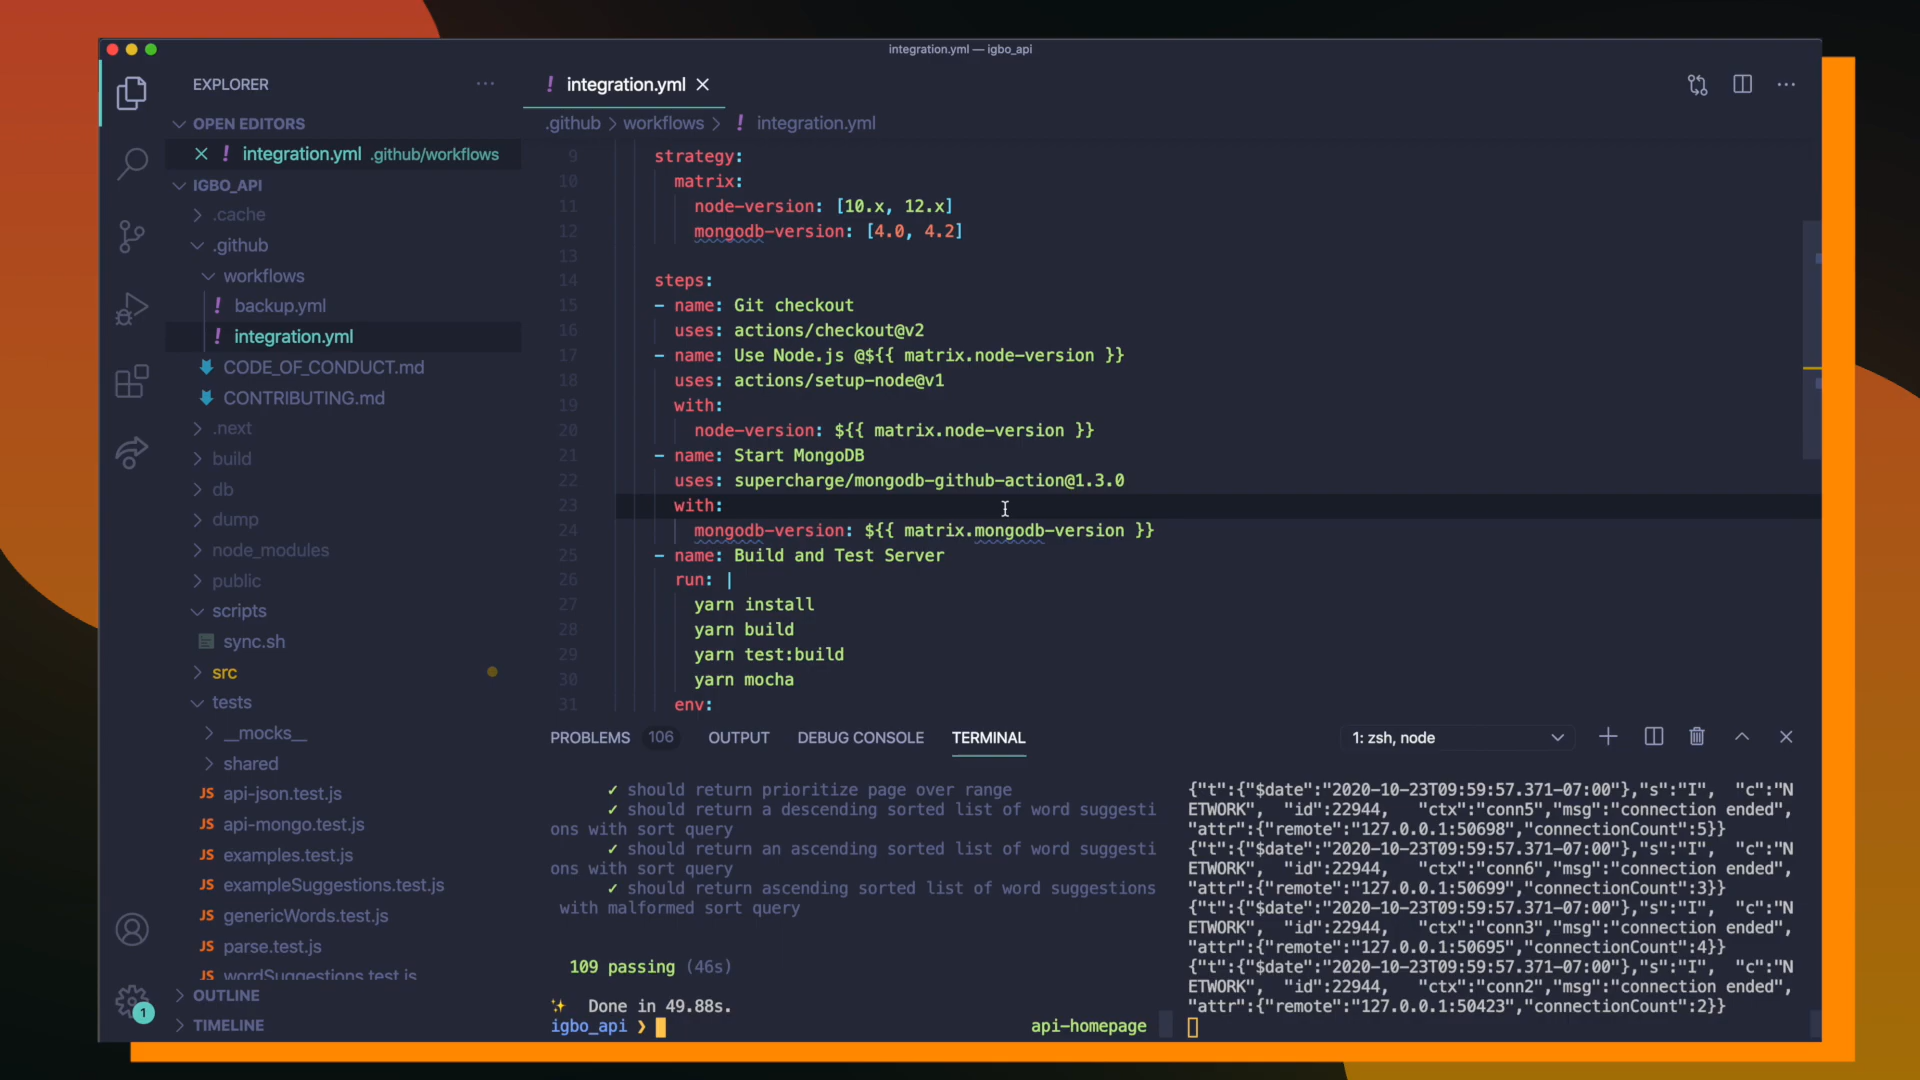 integration.yml — igbo_api
EXPLORER
OPEN EDITORS
integration.yml .github/workflows
IGBO_API
.cache
.github
workflows
backup.yml
integration.yml
CODE_OF_CONDUCT.md
CONTRIBUTING.md
.next
build
db
dump
node_modules
public
scripts
sync.sh
src
tests
__mocks__
shared
JS api-json.test.js
JS api-mongo.test.js
JS examples.test.js
JS exampleSuggestions.test.js
JS genericWords.test.js
JS parse.test.js
JS wordSuggestions.test.js
OUTLINE
TIMELINE
1
! integration.yml
.github > workflows > ! integration.yml
9 strategy:
10 matrix:
11 node-version: [10.x, 12.x]
12 mongodb-version: [4.0, 4.2]
13
14 steps:
15 - name: Git checkout
16 uses: actions/checkout@v2
17 - name: Use Node.js @${{ matrix.node-version }}
18 uses: actions/setup-node@v1
19 with:
20 node-version: ${{ matrix.node-version }}
21 - name: Start MongoDB
22 uses: supercharge/mongodb-github-action@1.3.0
23 with:
24 mongodb-version: ${{ matrix.mongodb-version }}
25 - name: Build and Test Server
26 run: |
27 yarn install
28 yarn build
29 yarn test:build
30 yarn mocha
31 env:
PROBLEMS 106 OUTPUT DEBUG CONSOLE TERMINAL 1: zsh, node
✓ should return prioritize page over range
✓ should return a descending sorted list of word suggesti
ons with sort query
✓ should return an ascending sorted list of word suggesti
ons with sort query
✓ should return ascending sorted list of word suggestions
with malformed sort query
109 passing (46s)
✨ Done in 49.88s.
igbo_api ❯ api-homepage
{"t":{"$date":"2020-10-23T09:59:57.371-07:00"},"s":"I", "c":"N
ETWORK", "id":22944, "ctx":"conn5","msg":"connection ended",
"attr":{"remote":"127.0.0.1:50698","connectionCount":5}}
{"t":{"$date":"2020-10-23T09:59:57.371-07:00"},"s":"I", "c":"N
ETWORK", "id":22944, "ctx":"conn6","msg":"connection ended",
"attr":{"remote":"127.0.0.1:50699","connectionCount":3}}
{"t":{"$date":"2020-10-23T09:59:57.371-07:00"},"s":"I", "c":"N
ETWORK", "id":22944, "ctx":"conn3","msg":"connection ended",
"attr":{"remote":"127.0.0.1:50695","connectionCount":4}}
{"t":{"$date":"2020-10-23T09:59:57.371-07:00"},"s":"I", "c":"N
ETWORK", "id":22944, "ctx":"conn2","msg":"connection ended",
"attr":{"remote":"127.0.0.1:50423","connectionCount":2}}